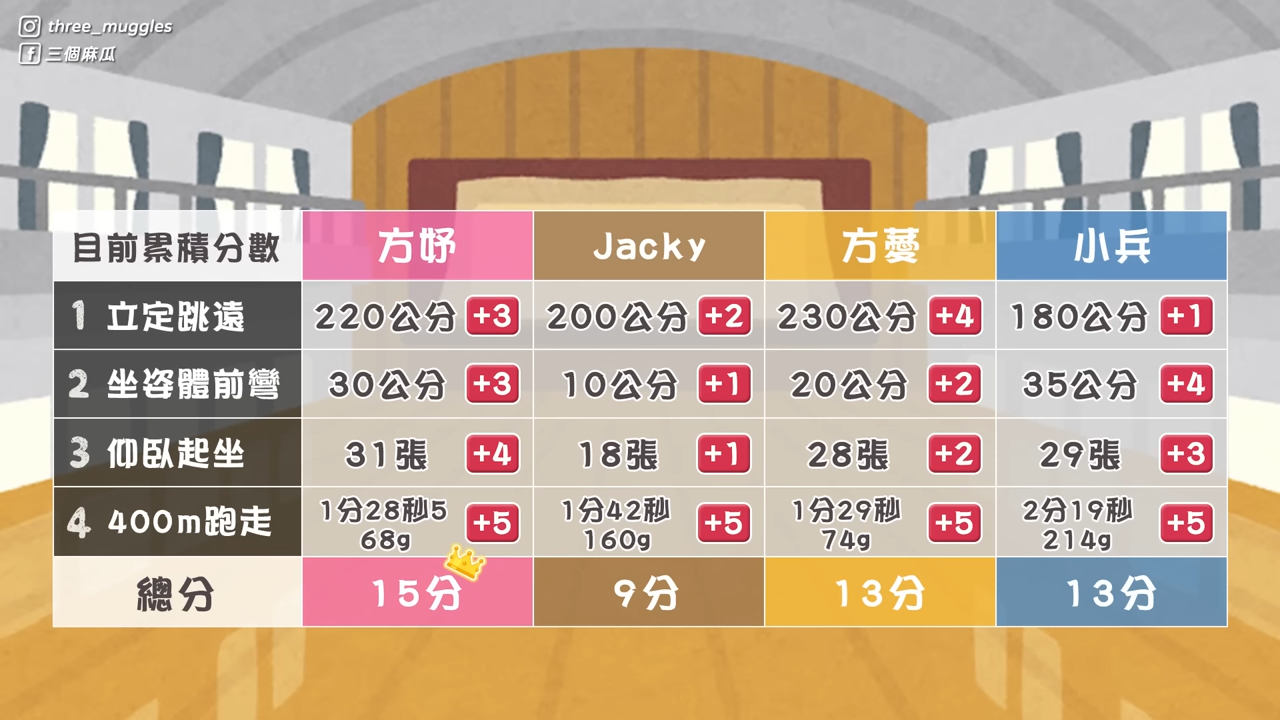 three_muggles
三個麻瓜
目前累積分數 方妤 Jacky 方薆 小兵
1 立定跳遠 220公分 +3 200公分 +2 230公分 +4 180公分 +1
2 坐姿體前彎 30公分 +3 10公分 +1 20公分 +2 35公分 +4
3 仰臥起坐 31張 +4 18張 +1 28張 +2 29張 +3
4 400m跑走 1分28秒5 68g +5 1分42秒 160g +5 1分29秒 74g +5 2分19秒 214g +5
總分 15分 9分 13分 13分